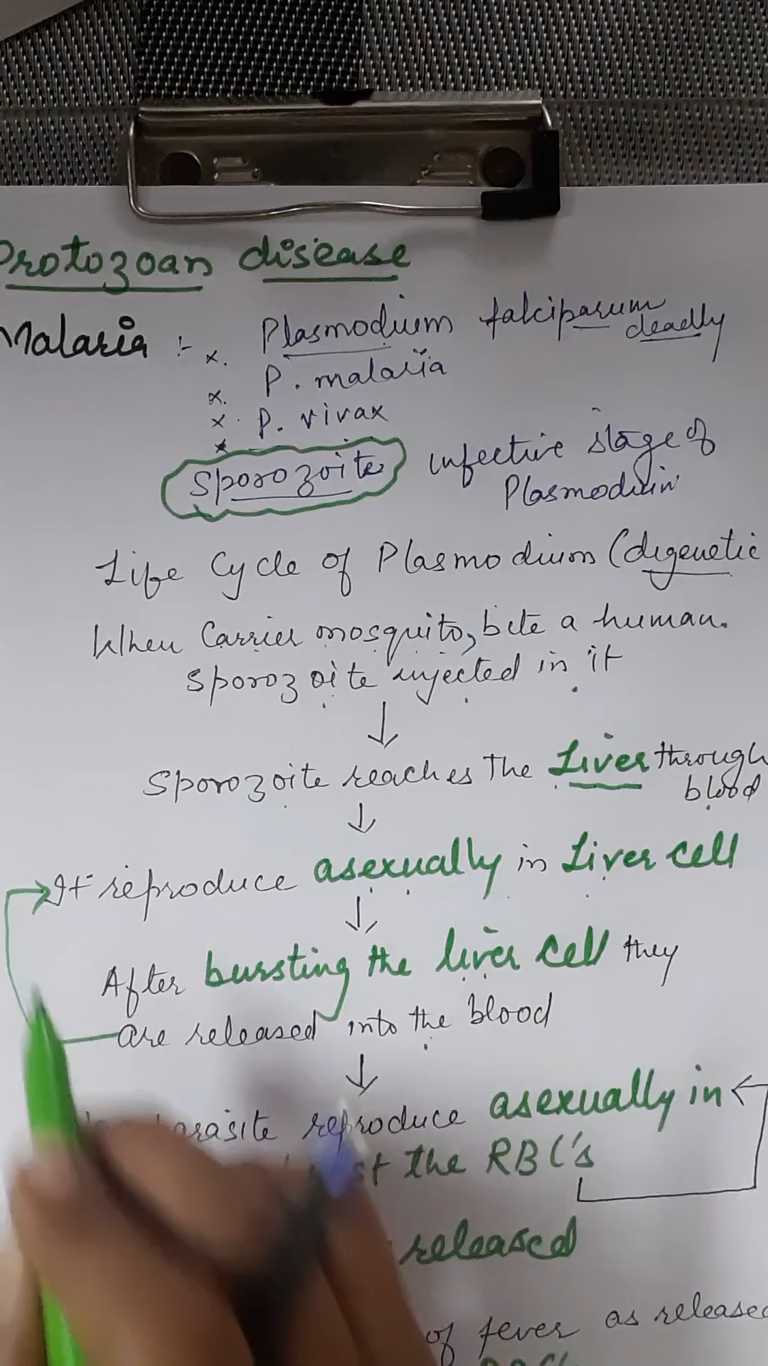 Protozoan disease
Malaria :- x. Plasmodium falciparum deadly
x. P. malaria
x. P. vivax
x
Sporozoite infective stage of
Plasmodium
Life Cycle of Plasmodium (digenetic
When Carrier mosquito, bite a human.
Sporozoite injected in it
↓
Sporozoite reaches the Liver through
blood
↓
It reproduce asexually in Liver cell
↓
After bursting the liver cell they
are released into the blood
↓
reproduce asexually in
the RBC's
released
of fever as released